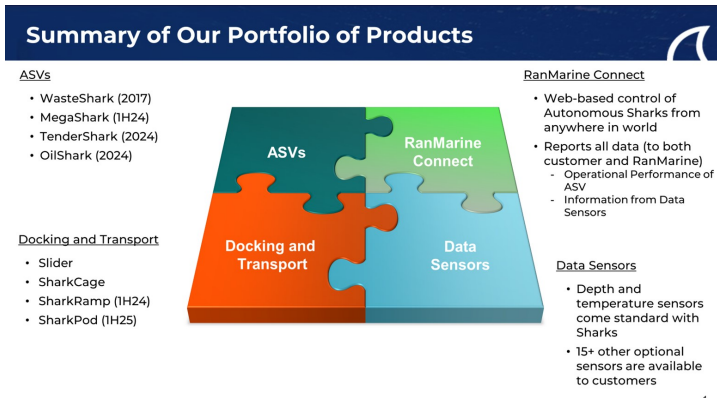 Summary of Our Portfolio of Products
ASVs
• WasteShark (2017)
• MegaShark (1H24)
• TenderShark (2024)
• OilShark (2024)
Docking and Transport
• Slider
• SharkCage
• SharkRamp (1H24)
• SharkPod (1H25)
ASVs
RanMarine
Connect
Docking and
Transport
Data
Sensors
RanMarine Connect
• Web-based control of
Autonomous Sharks from
anywhere in world
• Reports all data (to both
customer and RanMarine)
- Operational Performance of
ASV
- Information from Data
Sensors
Data Sensors
• Depth and
temperature sensors
come standard with
Sharks
• 15+ other optional
sensors are available
to customers